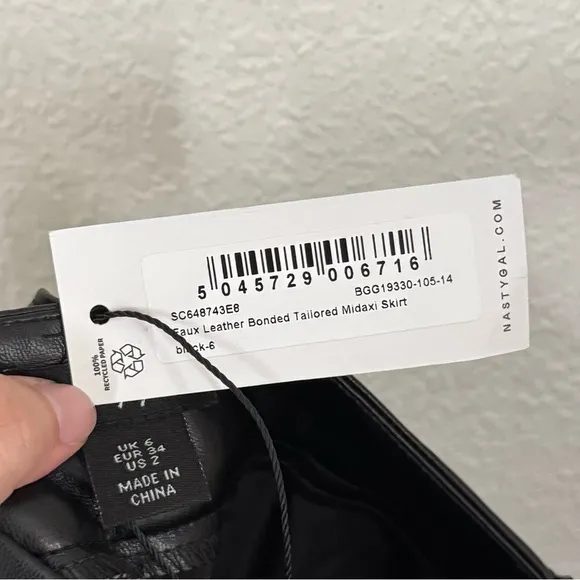 5 045729 006716
SC648743E8 BGG19330-105-14
Faux Leather Bonded Tailored Midaxi Skirt
black-6
NASTYGAL.COM
100%
RECYCLED PAPER
UK 6
EUR 34
US 2
MADE IN
CHINA